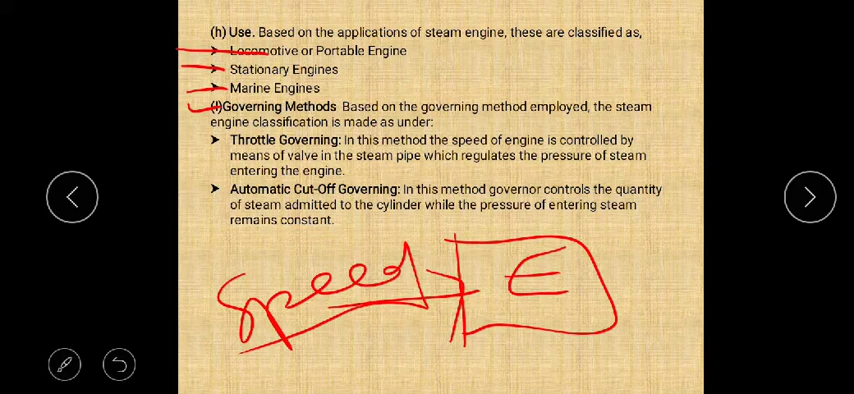 (h) Use. Based on the applications of steam engine, these are classified as,
➤ Locomotive or Portable Engine
➤ Stationary Engines
➤ Marine Engines
(I)Governing Methods Based on the governing method employed, the steam
engine classification is made as under:
➤ Throttle Governing: In this method the speed of engine is controlled by
means of valve in the steam pipe which regulates the pressure of steam
entering the engine.
➤ Automatic Cut-Off Governing: In this method governor controls the quantity
of steam admitted to the cylinder while the pressure of entering steam
remains constant.
Speed E